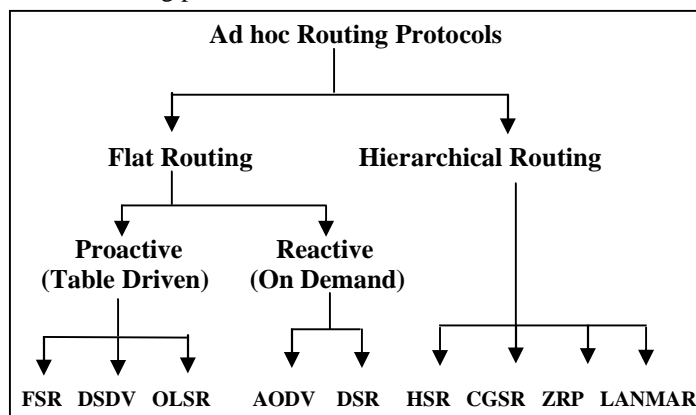 Ad hoc Routing Protocols
Flat Routing
Hierarchical Routing
Proactive
(Table Driven)
Reactive
(On Demand)
FSR DSDV OLSR AODV DSR HSR CGSR ZRP LANMAR